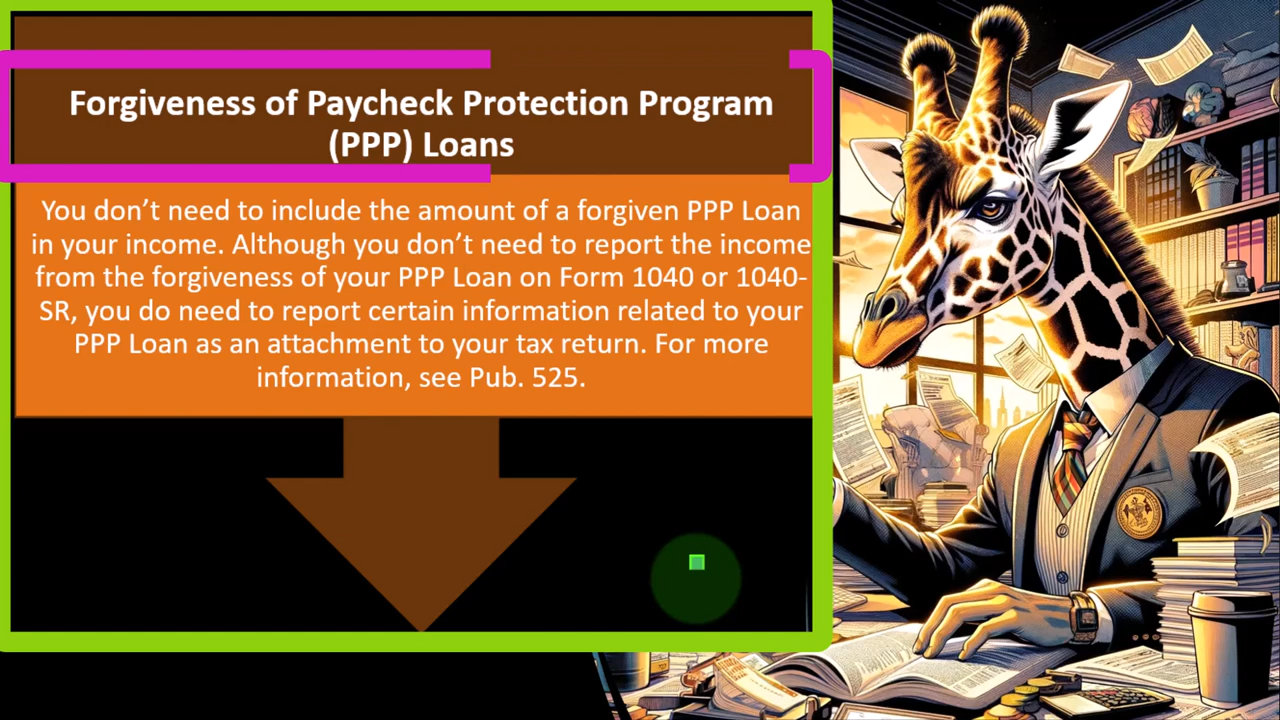 Forgiveness of Paycheck Protection Program
(PPP) Loans
You don’t need to include the amount of a forgiven PPP Loan
in your income. Although you don’t need to report the income
from the forgiveness of your PPP Loan on Form 1040 or 1040-
SR, you do need to report certain information related to your
PPP Loan as an attachment to your tax return. For more
information, see Pub. 525.